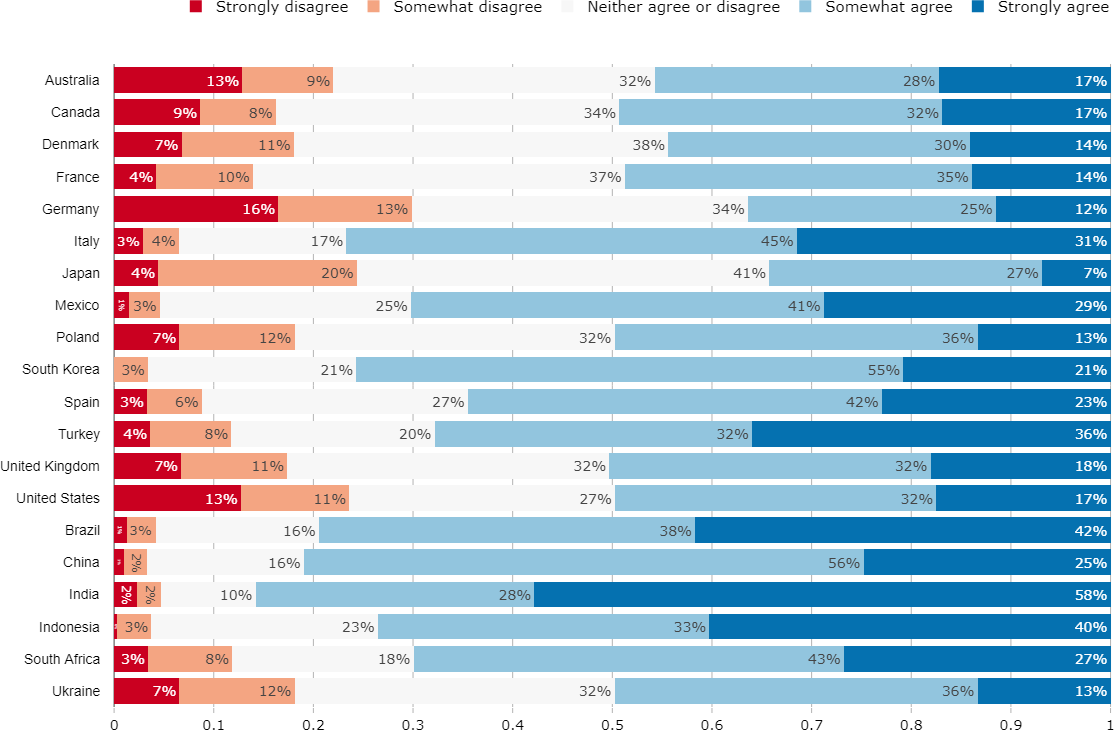 Strongly disagree Somewhat disagree Neither agree or disagree Somewhat agree Strongly agree
Australia 13% 9% 32% 28% 17%
Canada 9% 8% 34% 32% 17%
Denmark 7% 11% 38% 30% 14%
France 4% 10% 37% 35% 14%
Germany 16% 13% 34% 25% 12%
Italy 3% 4% 17% 45% 31%
Japan 4% 20% 41% 27% 7%
Mexico 1% 3% 25% 41% 29%
Poland 7% 12% 32% 36% 13%
South Korea 3% 21% 55% 21%
Spain 3% 6% 27% 42% 23%
Turkey 4% 8% 20% 32% 36%
United Kingdom 7% 11% 32% 32% 18%
United States 13% 11% 27% 32% 17%
Brazil 1% 3% 16% 38% 42%
China 2% 16% 56% 25%
India 2% 2% 10% 28% 58%
Indonesia 3% 23% 33% 40%
South Africa 3% 8% 18% 43% 27%
Ukraine 7% 12% 32% 36% 13%
0 0.1 0.2 0.3 0.4 0.5 0.6 0.7 0.8 0.9 1